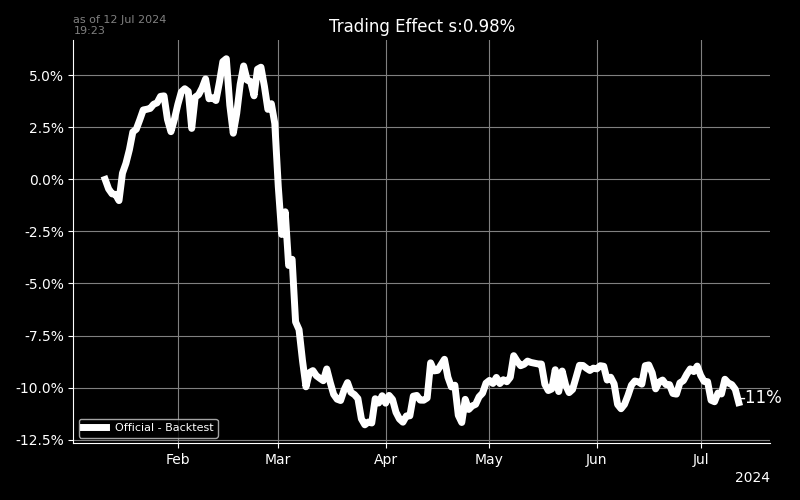 as of 12 Jul 2024
19:23
Trading Effect s:0.98%
5.0%
2.5%
0.0%
-2.5%
-5.0%
-7.5%
-10.0%
-12.5%
-11%
Official - Backtest
Feb Mar Apr May Jun Jul
2024